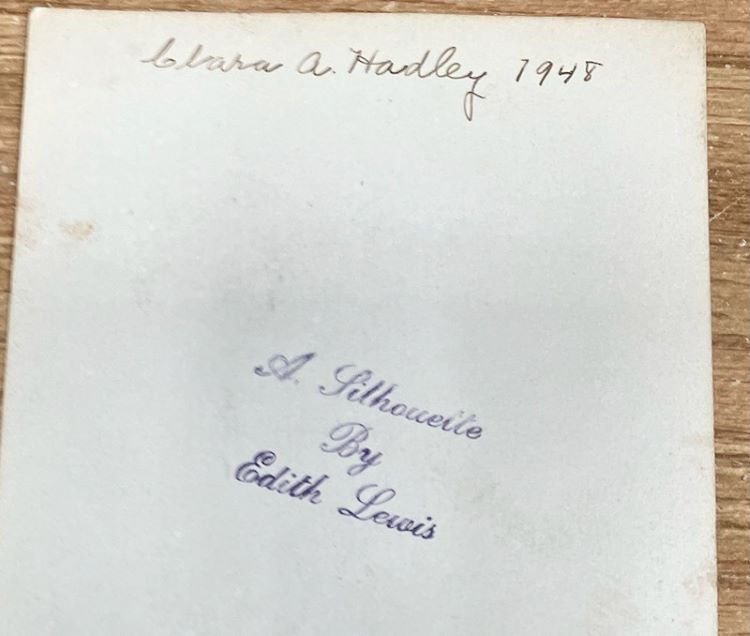 Clara A. Hadley 1948
A Silhouette
By
Edith Lewis